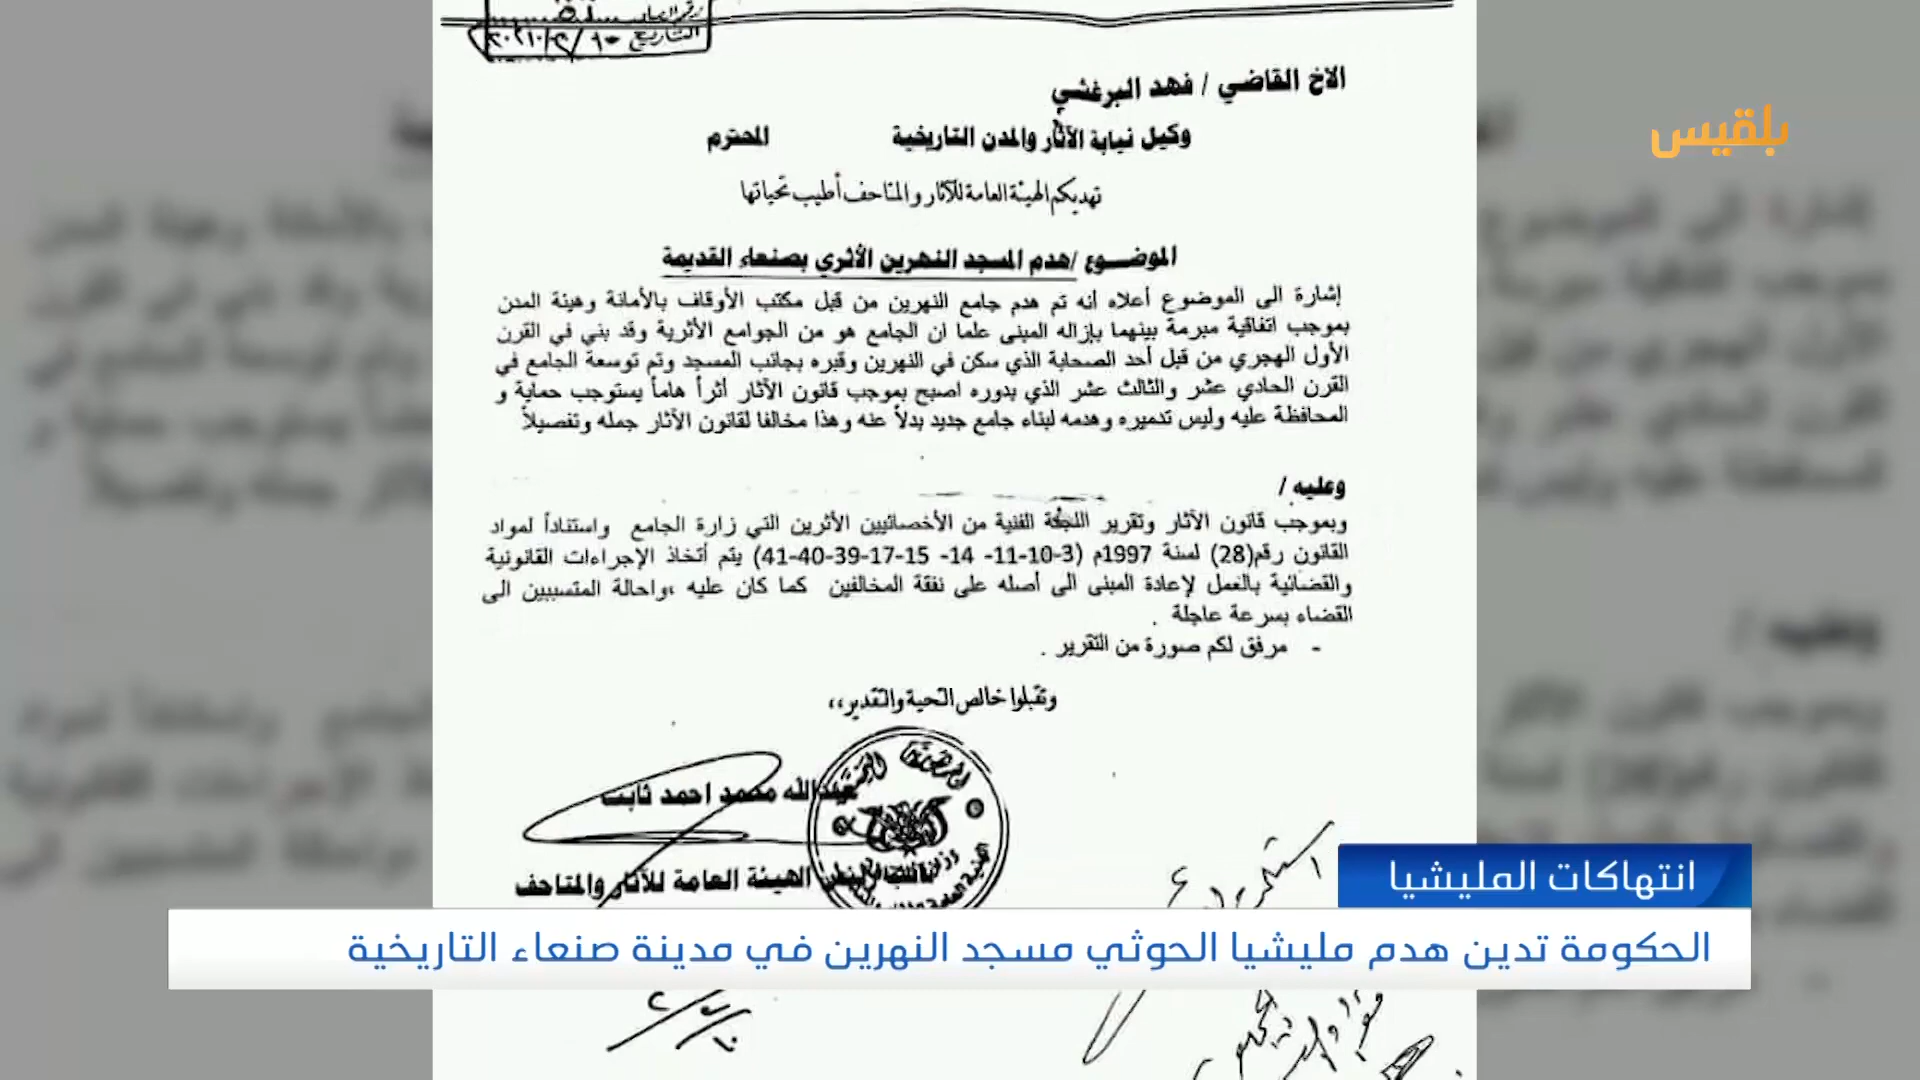 التاريخ
الاخ القاضي / فهد البرغشي
وكيل نيابة الآثار والمدن التاريخية المحترم
بلقيس
تهديكم الهيئة العامة للآثار والمتاحف أطيب تحياتها
الموضوع / هدم المسجد النهرين الأثري بصنعاء القديمة
إشارة الى الموضوع أعلاه أنه تم هدم جامع النهرين من قبل مكتب الأوقاف بالأمانة وهيئة المدن
بموجب اتفاقية مبرمة بينهما بإزاله المبنى علما ان الجامع هو من الجوامع الأثرية وقد بني في القرن
الأول الهجري من قبل أحد الصحابة الذي سكن في النهرين وقبره بجانب المسجد وتم توسعة الجامع في
القرن الحادي عشر والثالث عشر الذي بدوره اصبح بموجب قانون الآثار أثراً هاماً يستوجب حماية و
المحافظة عليه وليس تدميره وهدمه لبناء جامع جديد بدلاً عنه وهذا مخالفا لقانون الآثار جمله وتفصيلاً
وعليه /
وبموجب قانون الآثار وتقرير اللجنة الفنية من الأخصائيين الأثرين التي زارة الجامع واستناداً لمواد
القانون رقم(28) لسنة 1997م (3-10-11- 14 -15-17-39-40-41) يتم أتخاذ الإجراءات القانونية
والقضائية بالعمل لإعادة المبنى الى أصله على نفقة المخالفين كما كان عليه ،واحالة المتسببين الى
القضاء بسرعة عاجلة .
- مرفق لكم صورة من التقرير .
وتقبلوا خالص التحية والتقدير،،
عبدالله محمد احمد ثابت
الهيئة العامة للآثار والمتاحف
انتهاكات المليشيا
الحكومة تدين هدم مليشيا الحوثي مسجد النهرين في مدينة صنعاء التاريخية